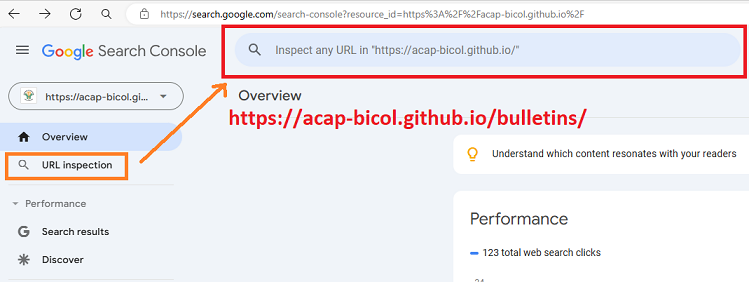 https://search.google.com/search-console?resource_id=https%3A%2F%2Facap-bicol.github.io%2F
Google Search Console
Inspect any URL in "https://acap-bicol.github.io/"
https://acap-bicol.gi...
Overview
https://acap-bicol.github.io/bulletins/
Overview
URL inspection
Understand which content resonates with your readers
Performance
Search results
Discover
Performance
123 total web search clicks
24